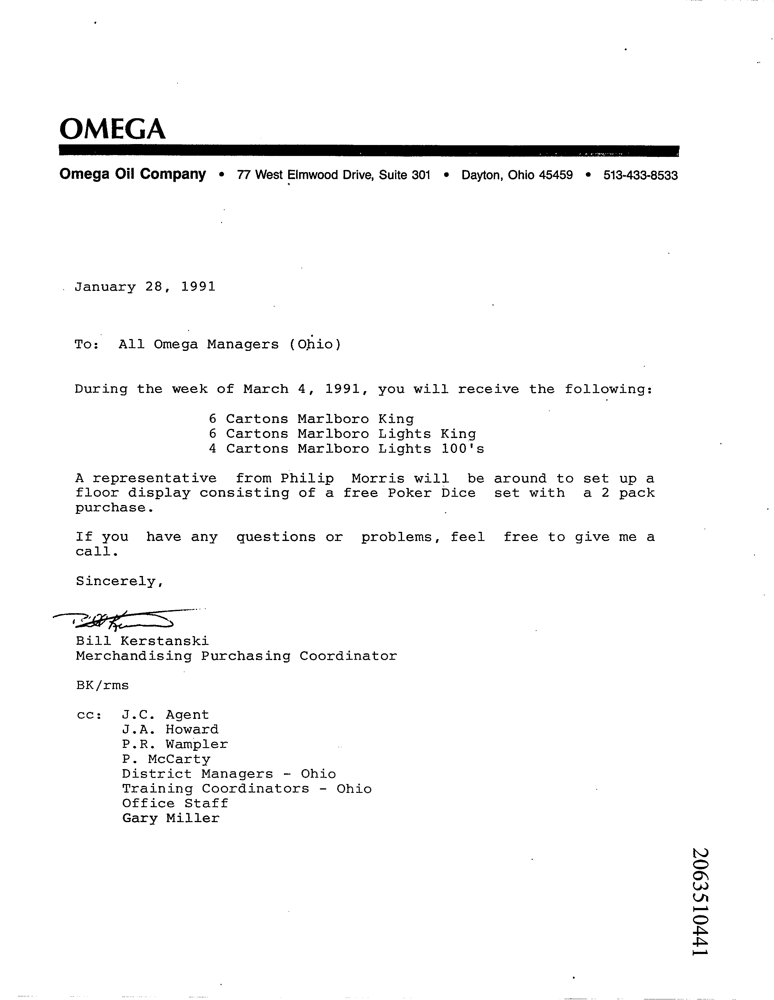 OMEGA
Omega Oil Company • 77 West Elmwood Drive, Suite 301 • Dayton, Ohio 45459 • 513-433-8533
January 28, 1991
To: All Omega Managers (Ohio)
During the week of March 4, 1991, you will receive the following:
6 Cartons Marlboro King
6 Cartons Marlboro Lights King
4 Cartons Marlboro Lights 100's
A representative from Philip Morris will be around to set up a
floor display consisting of a free Poker Dice set with a 2 pack
purchase.
If you have any questions or problems, feel free to give me a
call.
Sincerely,
Bill Kerstanski
Merchandising Purchasing Coordinator
BK/rms
cc: J.C. Agent
J.A. Howard
P.R. Wampler
P. McCarty
District Managers - Ohio
Training Coordinators - Ohio
Office Staff
Gary Miller
2063510441